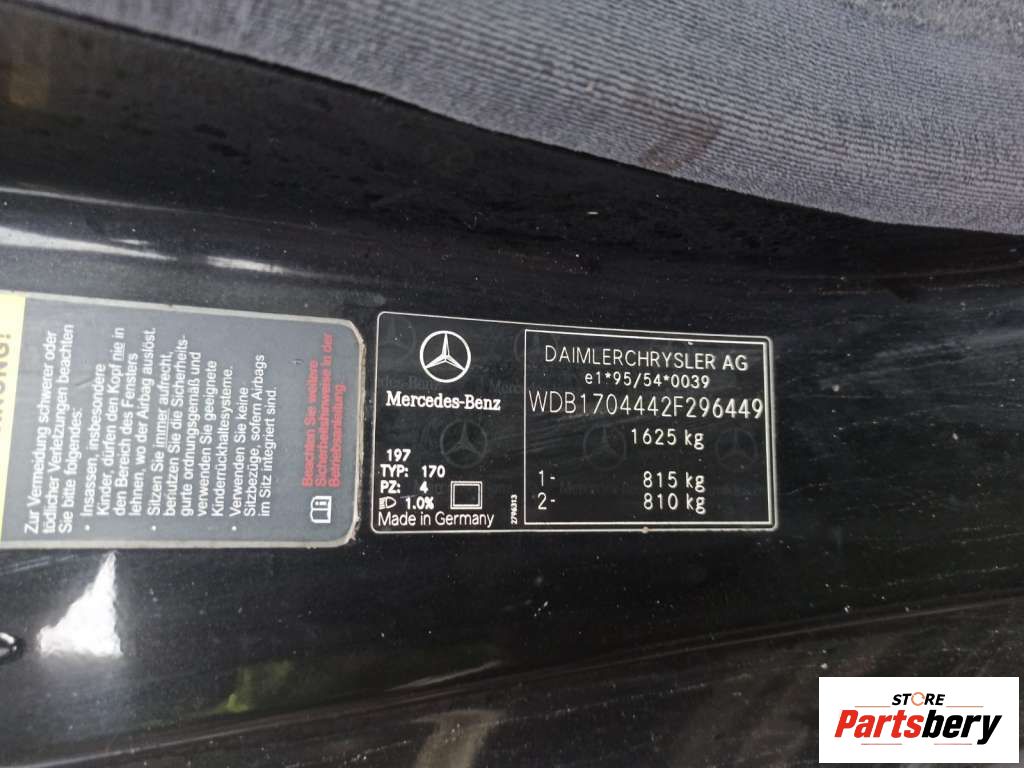 Zur Vermeidung schwerer oder
tödlicher Verletzungen beachten
Sie bitte folgendes:
• Insassen, insbesondere
Kinder, dürfen dem Kopf nie in
den Bereich des Fensters
lehnen, wo der Airbag auslöst.
• Sitzen Sie immer aufrecht,
benutzen Sie die Sicherheits-
gurte ordnungsgemäß und
verwenden Sie geeignete
Kinderrückhaltesysteme.
• Verwenden Sie keine
Sitzbezüge, sofern Airbags
im Sitz integriert sind.
Beachten Sie weitere
Sicherheitshinweise in der
Betriebsanleitung.
Mercedes-Benz
197
TYP: 170
PZ: 4
1.0%
Made in Germany
2796313
DAIMLERCHRYSLER AG
e1*95/54*0039
WDB1704442F296449
1625 kg
1- 815 kg
2- 810 kg
STORE
Partsbery